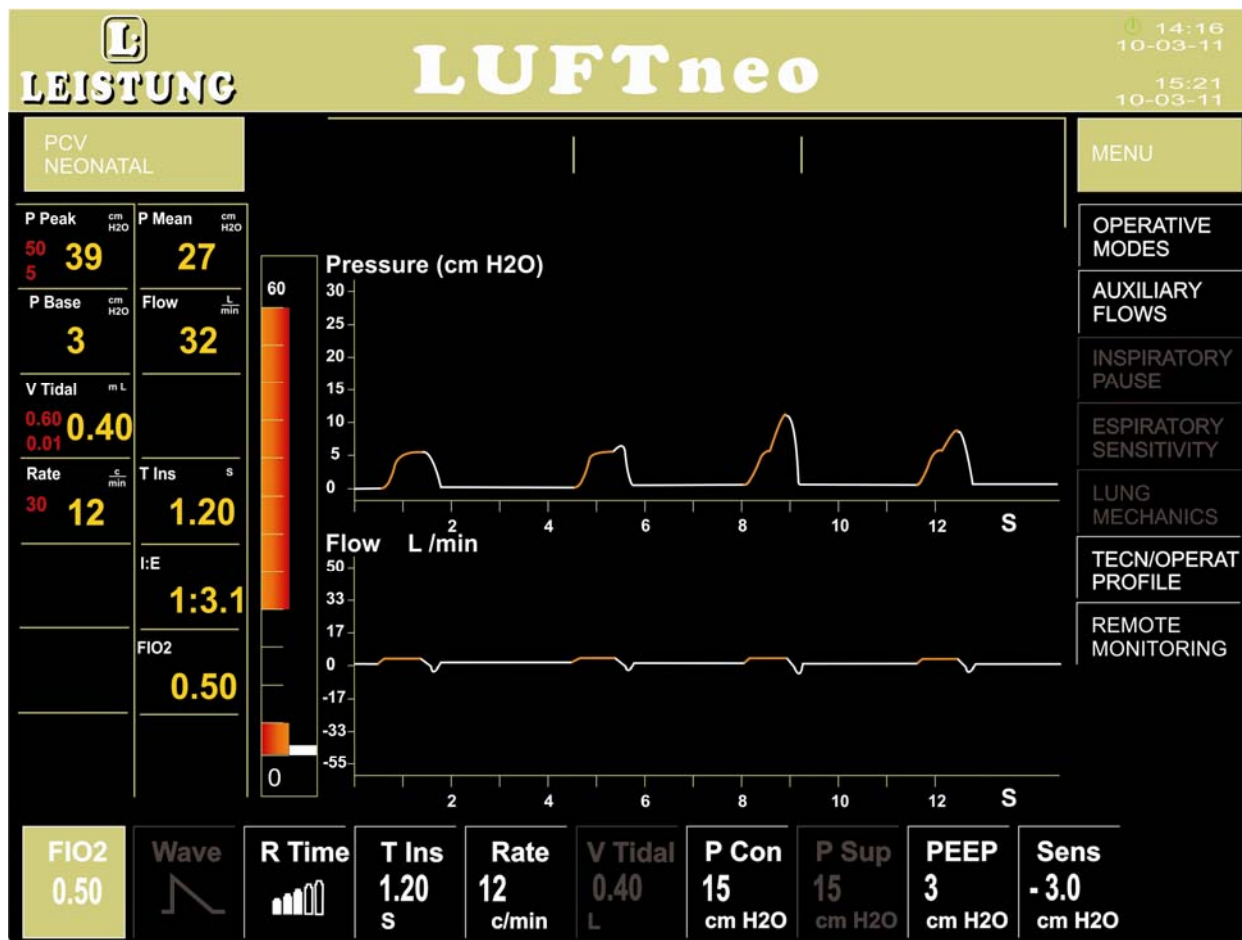 L:
LEISTUNG
LUFTneo
14:16
10-03-11
15:21
10-03-11
PCV
NEONATAL
P Peak cm H2O
50
5
39
P Mean cm H2O
27
P Base cm H2O
3
Flow L min
32
V Tidal m L
0.60
0.01
0.40
Rate c min
30
12
T Ins s
1.20
I:E
1:3.1
FIO2
0.50
60
0
Pressure (cm H2O)
30
25
20
15
10
5
0
2 4 6 8 10 12 S
Flow L /min
50
33
17
0
-17
-33
-55
2 4 6 8 10 12 S
MENU
OPERATIVE
MODES
AUXILIARY
FLOWS
INSPIRATORY
PAUSE
ESPIRATORY
SENSITIVITY
LUNG
MECHANICS
TECN/OPERAT
PROFILE
REMOTE
MONITORING
FIO2
0.50
Wave
R Time
T Ins
1.20
S
Rate
12
c/min
V Tidal
0.40
L
P Con
15
cm H2O
P Sup
15
cm H2O
PEEP
3
cm H2O
Sens
- 3.0
cm H2O